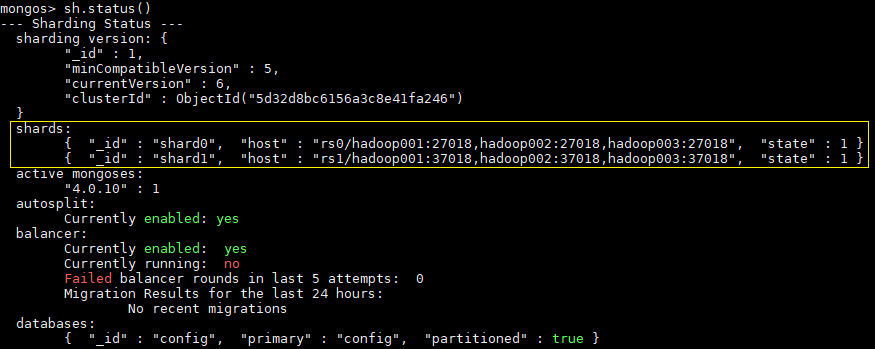 mongos> sh.status()
--- Sharding Status ---
  sharding version: {
        "_id" : 1,
        "minCompatibleVersion" : 5,
        "currentVersion" : 6,
        "clusterId" : ObjectId("5d32d8bc6156a3c8e41fa246")
  }
  shards:
        {  "_id" : "shard0",  "host" : "rs0/hadoop001:27018,hadoop002:27018,hadoop003:27018",  "state" : 1 }
        {  "_id" : "shard1",  "host" : "rs1/hadoop001:37018,hadoop002:37018,hadoop003:37018",  "state" : 1 }
  active mongoses:
        "4.0.10" : 1
  autosplit:
        Currently enabled: yes
  balancer:
        Currently enabled:  yes
        Currently running:  no
        Failed balancer rounds in last 5 attempts:  0
        Migration Results for the last 24 hours:
                No recent migrations
  databases:
        {  "_id" : "config",  "primary" : "config",  "partitioned" : true }